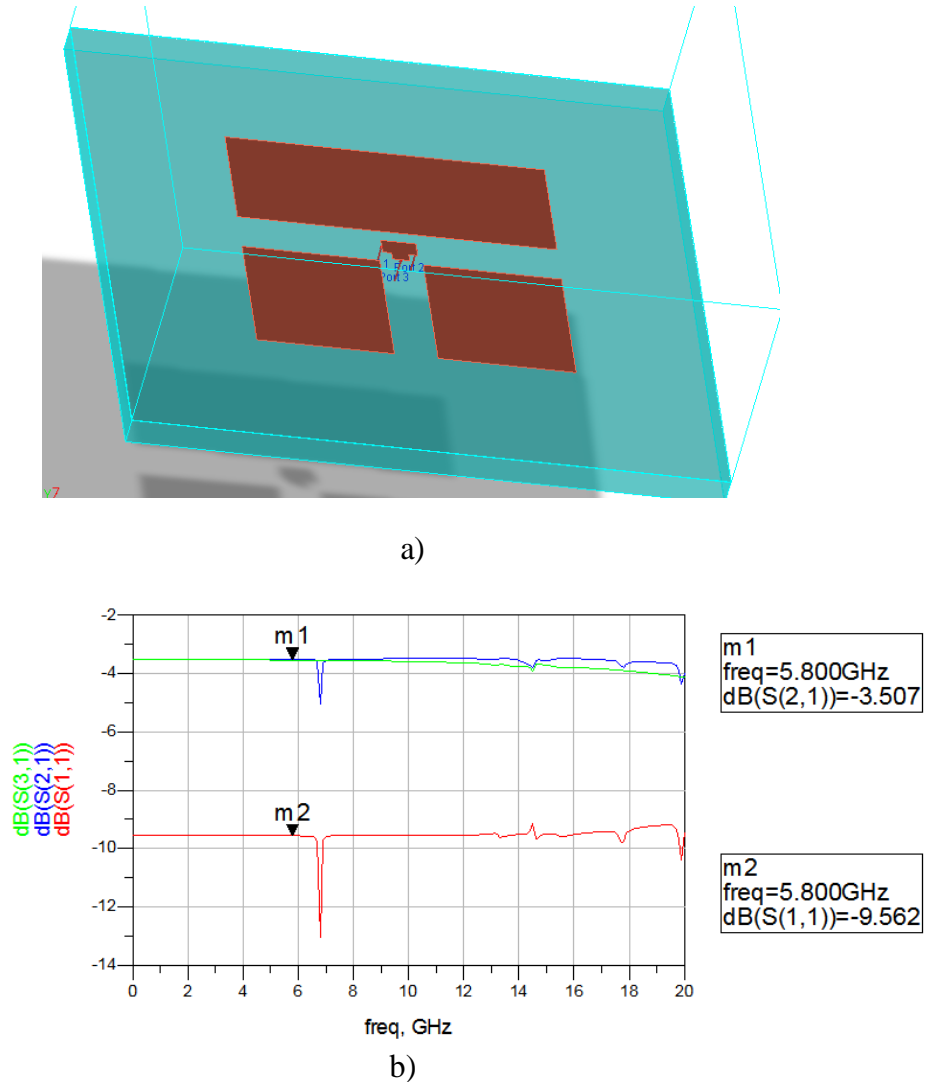 1 Port 2
Port 3
Y7
a)
-2
-4
-6
-8
-10
-12
-14
m1
m2
0 2 4 6 8 10 12 14 16 18 20
freq, GHz
dB(S(3,1))
dB(S(2,1))
dB(S(1,1))
m1
freq=5.800GHz
dB(S(2,1))=-3.507
m2
freq=5.800GHz
dB(S(1,1))=-9.562
b)